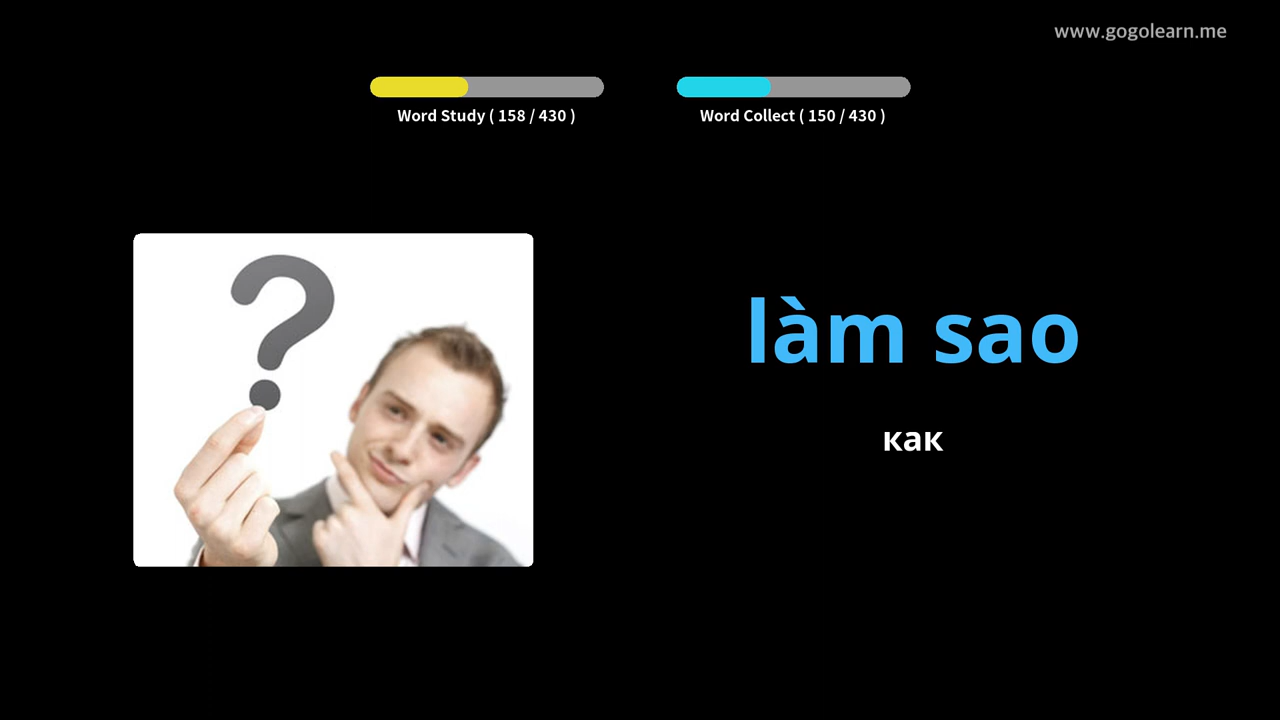 www.gogolearn.me
Word Study ( 158 / 430 )
Word Collect ( 150 / 430 )
?
làm sao
как